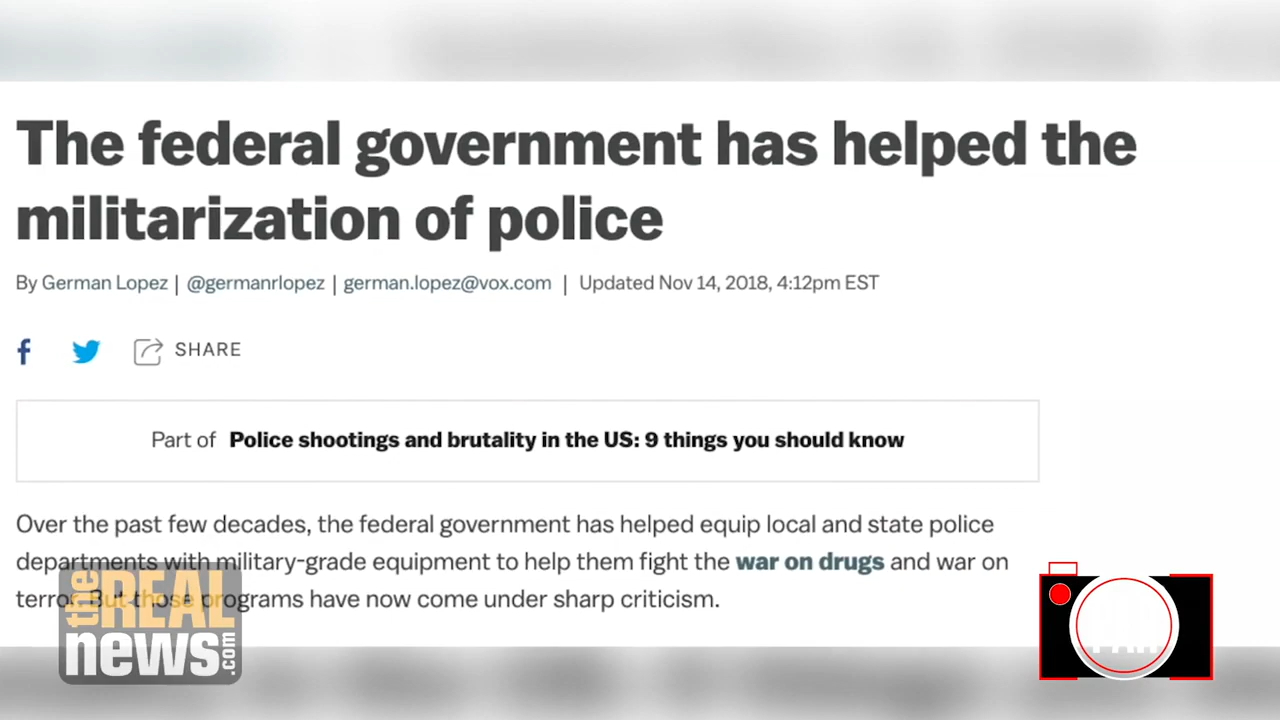 The federal government has helped the
militarization of police
By German Lopez | @germanrlopez | german.lopez@vox.com | Updated Nov 14, 2018, 4:12pm EST
f SHARE
Part of Police shootings and brutality in the US: 9 things you should know
Over the past few decades, the federal government has helped equip local and state police
departments with military-grade equipment to help them fight the war on drugs and war on
terror. But those programs have now come under sharp criticism.
the REAL
news.com